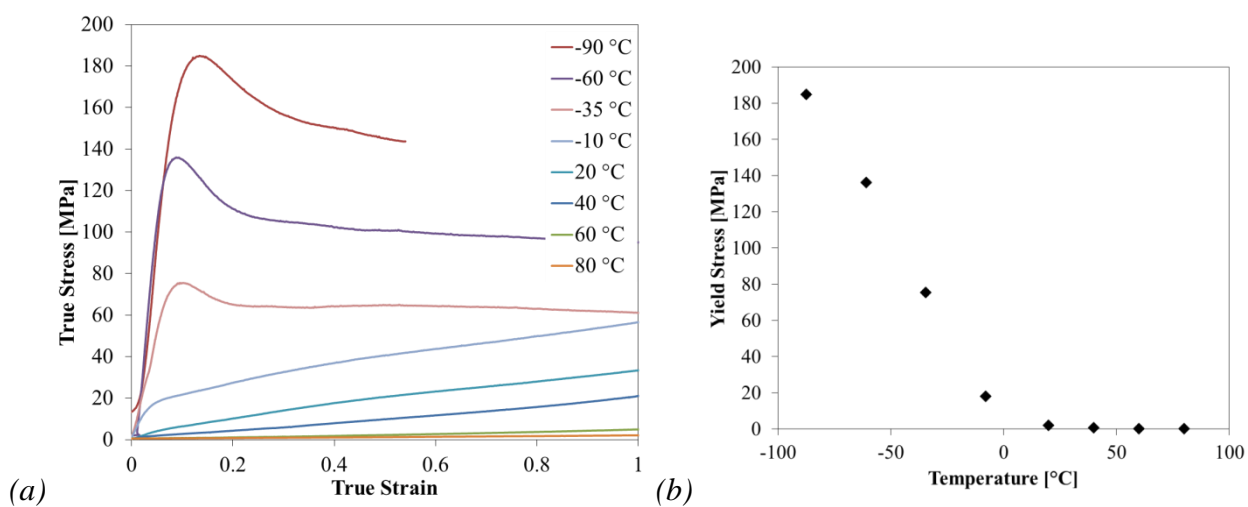 200
180
160
140
120
100
80
60
40
20
0
True Stress [MPa]
0
0.2
0.4
0.6
0.8
1
True Strain
-90 °C
-60 °C
-35 °C
-10 °C
20 °C
40 °C
60 °C
80 °C
(a)
200
180
160
140
120
100
80
60
40
20
0
Yield Stress [MPa]
-100
-50
0
50
100
Temperature [°C]
(b)